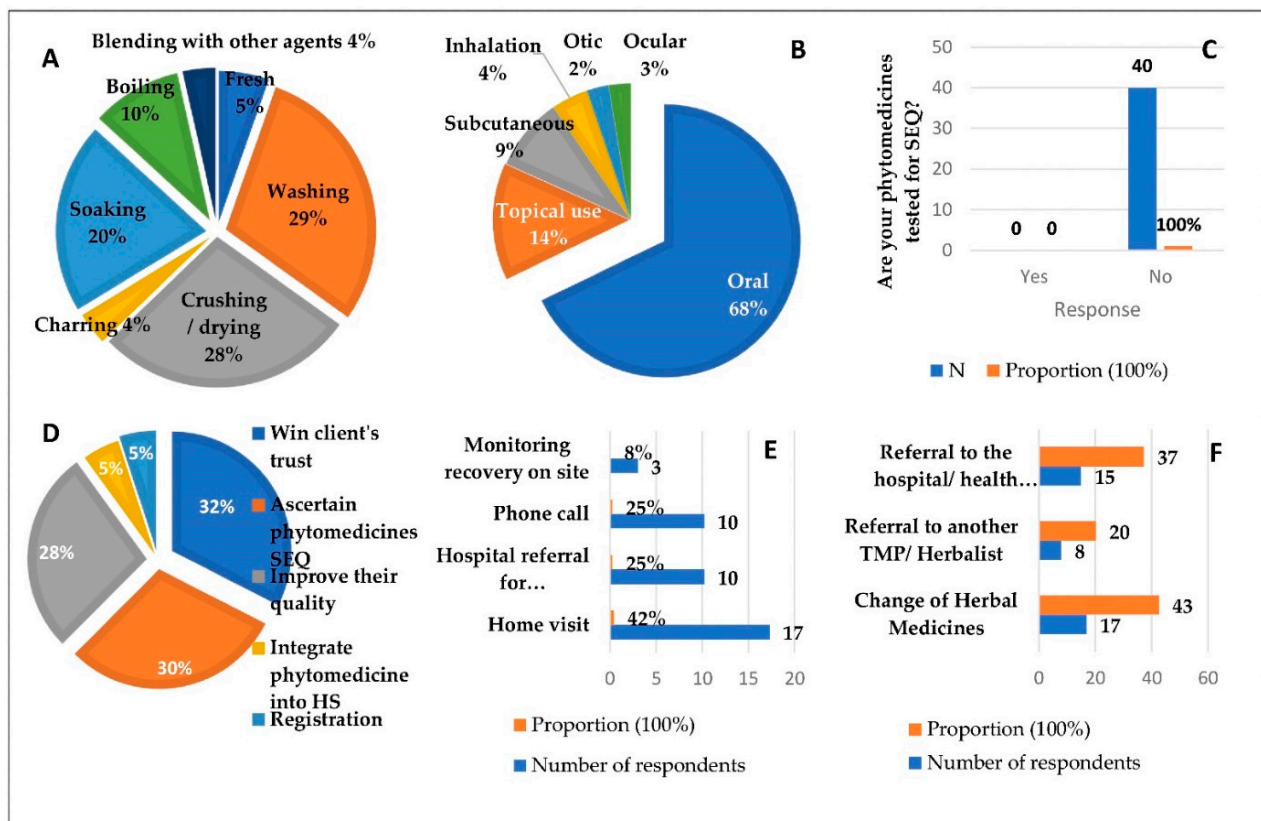 A
Blending with other agents 4%
Fresh
5%
Washing
29%
Crushing
/ drying
28%
Charring 4%
Soaking
20%
Boiling
10%
B
Inhalation
4%
Otic
2%
Ocular
3%
Subcutaneous
9%
Topical use
14%
Oral
68%
C
Are your phytomedicines
tested for SEQ?
50
40
30
20
10
0
0
0
40
100%
Yes
No
Response
N
Proportion (100%)
D
32%
30%
28%
5%
5%
Win client's
trust
Ascertain
phytomedicines
SEQ
Improve their
quality
Integrate
phytomedicine
into HS
Registration
E
Monitoring
recovery on site
8%
3
Phone call
25%
10
Hospital referral
for…
25%
10
Home visit
42%
17
0
5
10
15
20
Proportion (100%)
Number of respondents
F
Referral to the
hospital/ health…
37
15
Referral to another
TMP/ Herbalist
20
8
Change of Herbal
Medicines
43
17
0
20
40
60
Proportion (100%)
Number of respondents